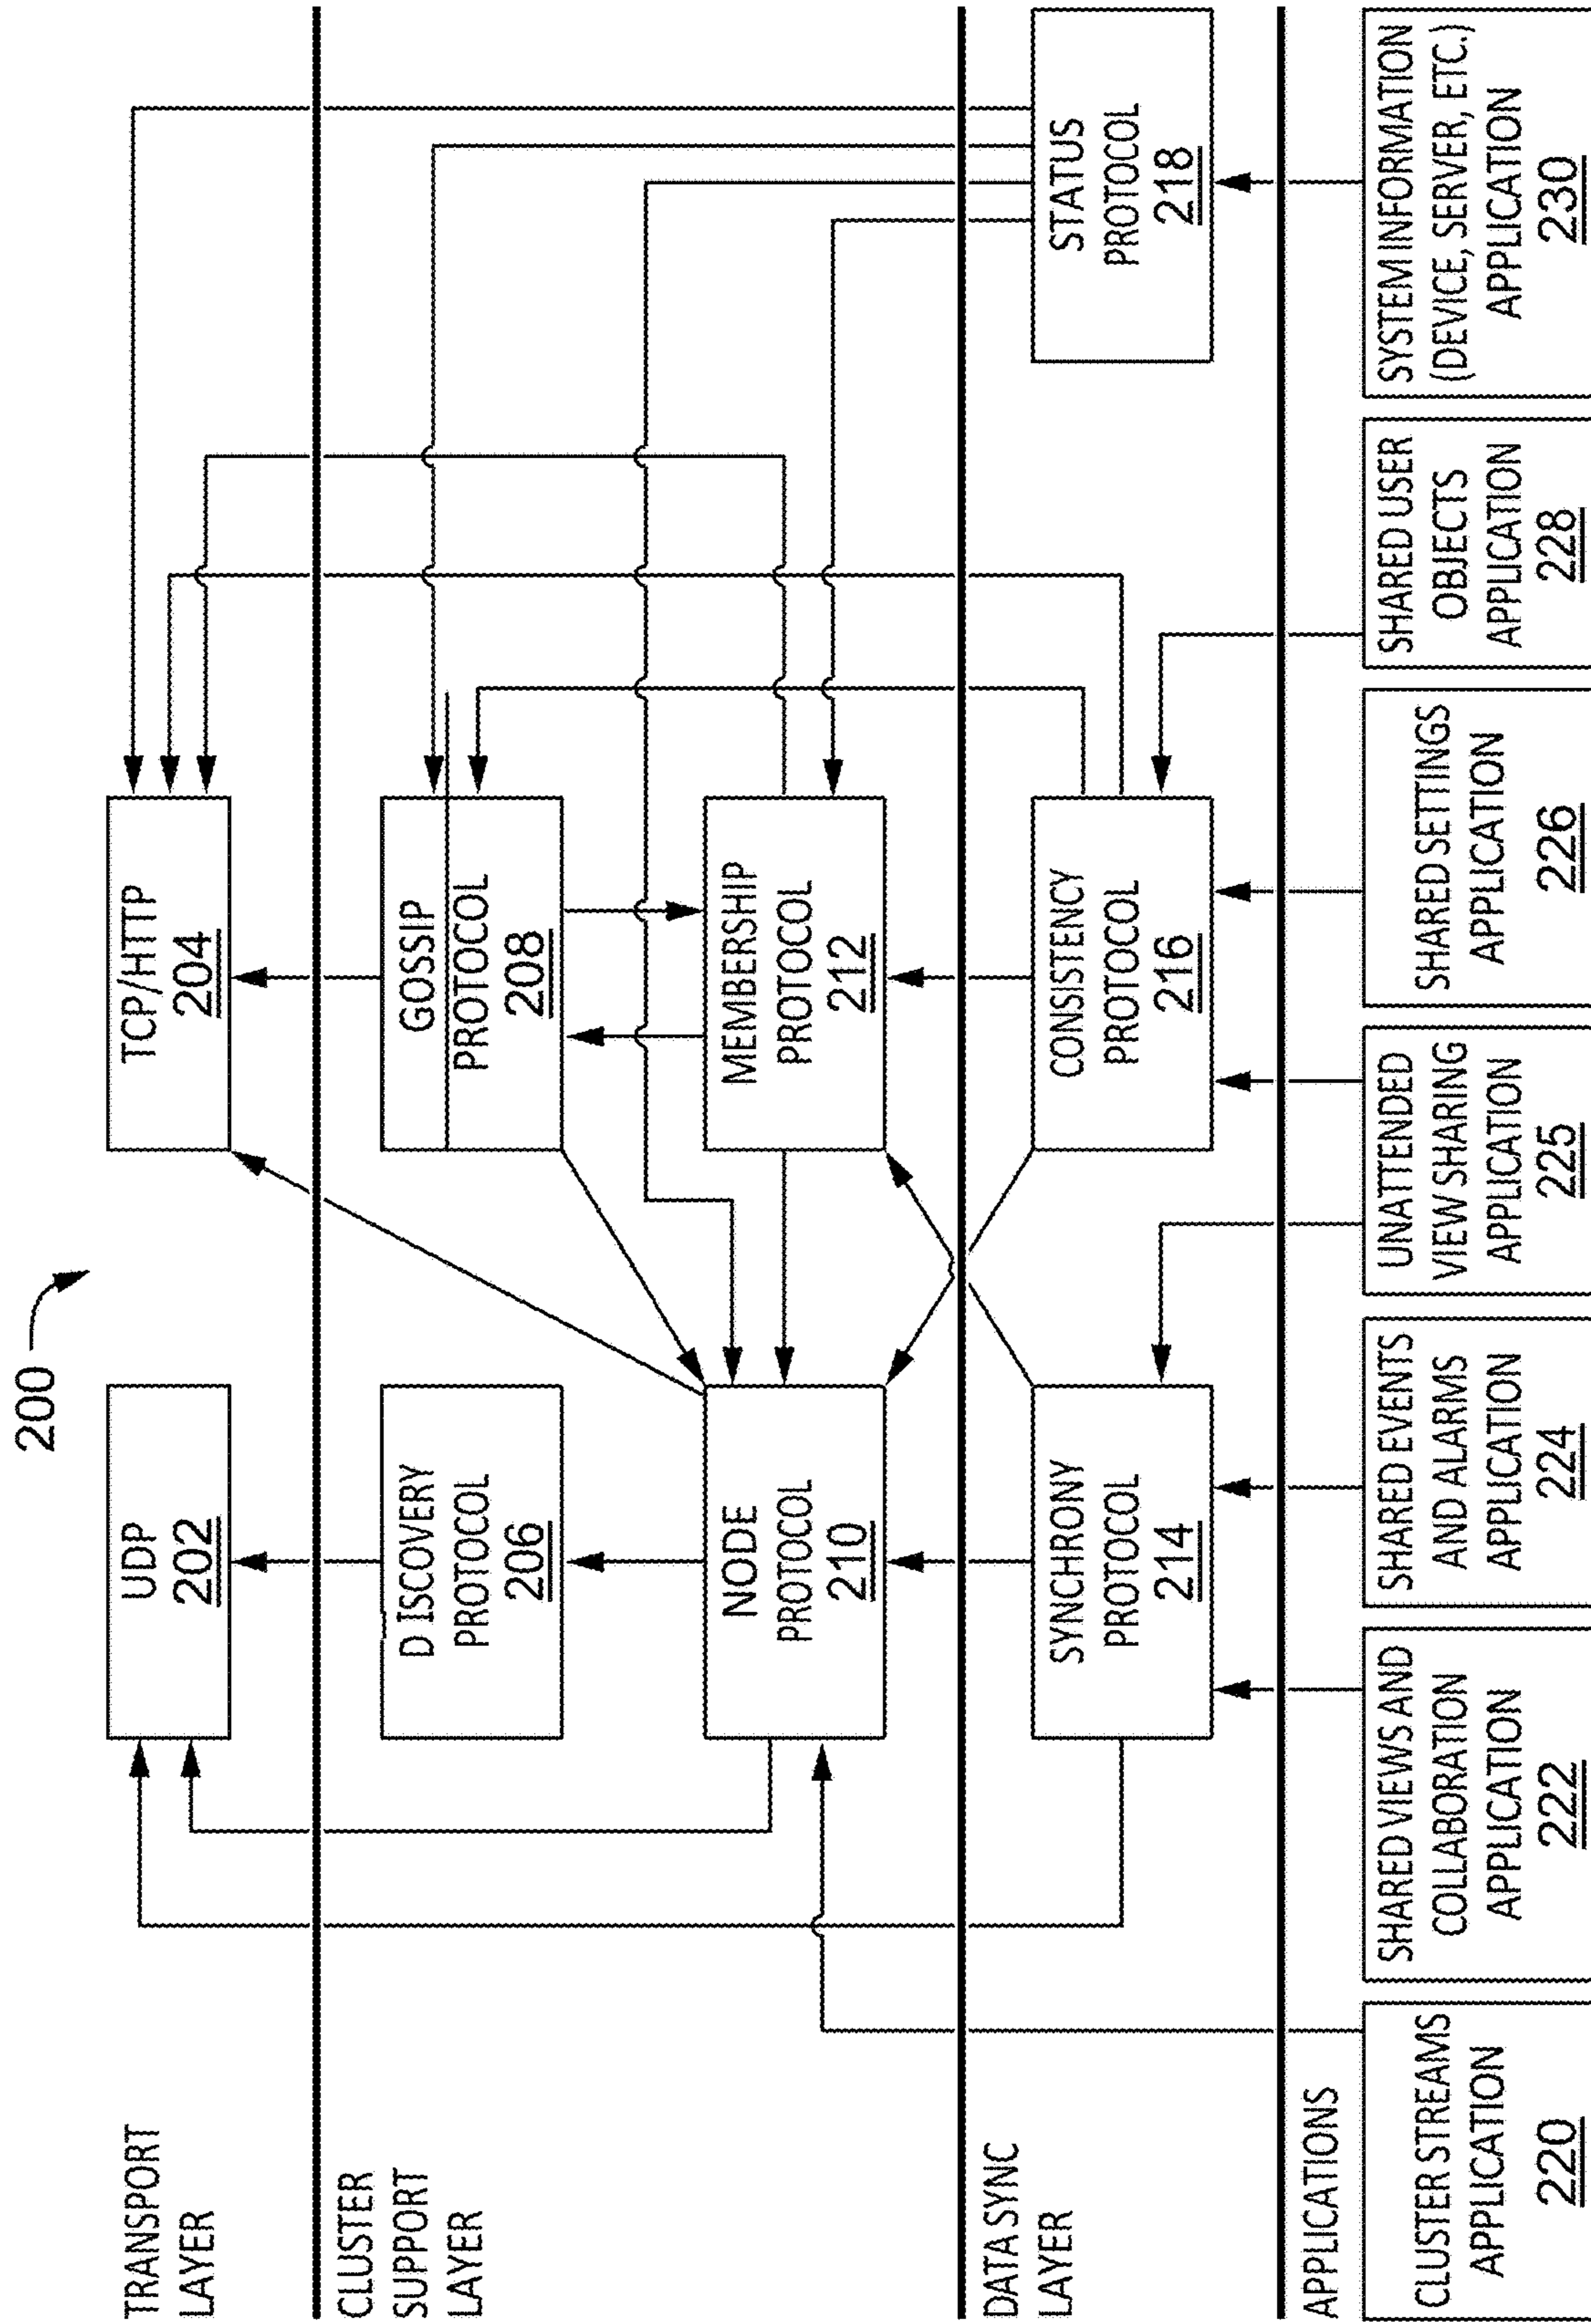 200
TRANSPORT
LAYER
UDP
202
TCP/HTTP
204
CLUSTER
SUPPORT
LAYER
D ISCOVERY
PROTOCOL
206
GOSSIP
PROTOCOL
208
NODE
PROTOCOL
210
MEMBERSHIP
PROTOCOL
212
DATA SYNC
LAYER
SYNCHRONY
PROTOCOL
214
CONSISTENCY
PROTOCOL
216
STATUS
PROTOCOL
218
APPLICATIONS
CLUSTER STREAMS
APPLICATION
220
SHARED VIEWS AND
COLLABORATION
APPLICATION
222
SHARED EVENTS
AND ALARMS
APPLICATION
224
UNATTENDED
VIEW SHARING
APPLICATION
225
SHARED SETTINGS
APPLICATION
226
SHARED USER
OBJECTS
APPLICATION
228
SYSTEM INFORMATION
(DEVICE, SERVER, ETC.)
APPLICATION
230